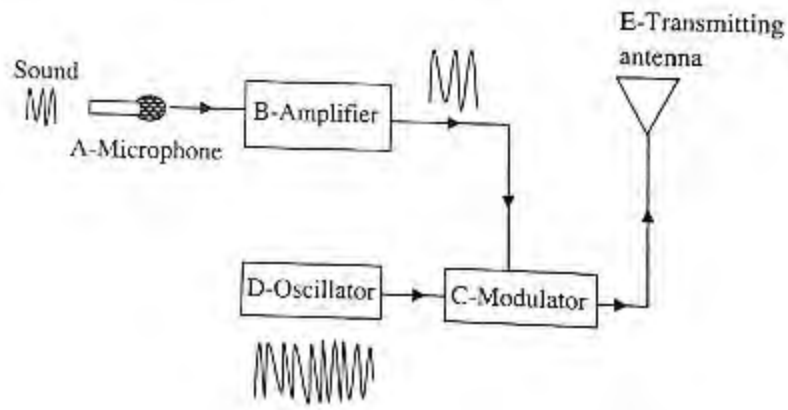 E-Transmitting
antenna
Sound
B-Amplifier
A-Microphone
D-Oscillator
C-Modulator